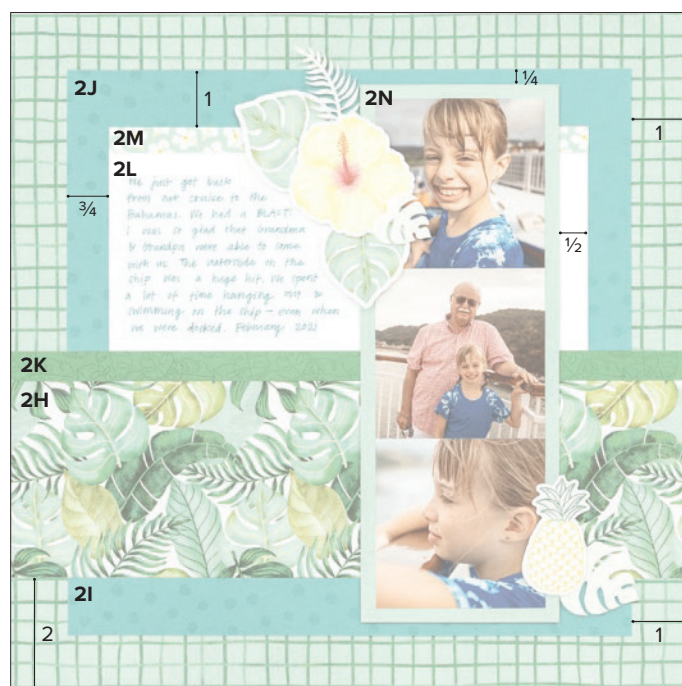 2J
1
¼
2N
1
2M
2L
We just got back
from our cruise to the
Bahamas. We had a BLAST!
I was so glad that Grandma
& Grandpa were able to come
with us. The waterslide on the
ship was a huge hit. We spent
a lot of time hanging out &
swimming on the ship – even when
we were docked. February 2021
¾
½
2K
2H
2I
2
1